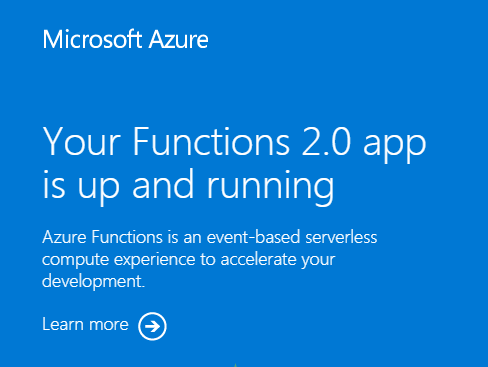 Microsoft Azure
Your Functions 2.0 app
is up and running
Azure Functions is an event-based serverless
compute experience to accelerate your
development.
Learn more